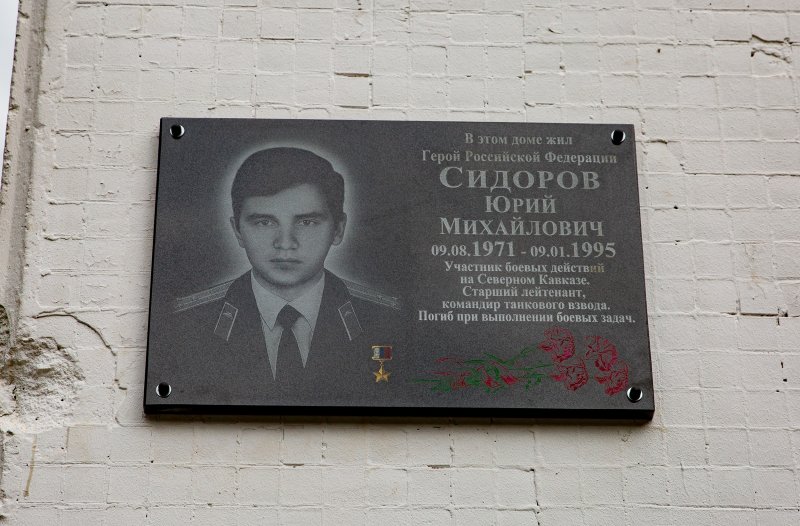 В этом доме жил
Герой Российской Федерации
СИДОРОВ
ЮРИЙ
МИХАЙЛОВИЧ
09.08.1971 - 09.01.1995
Участник боевых действий
на Северном Кавказе.
Старший лейтенант,
командир танкового взвода.
Погиб при выполнении боевых задач.